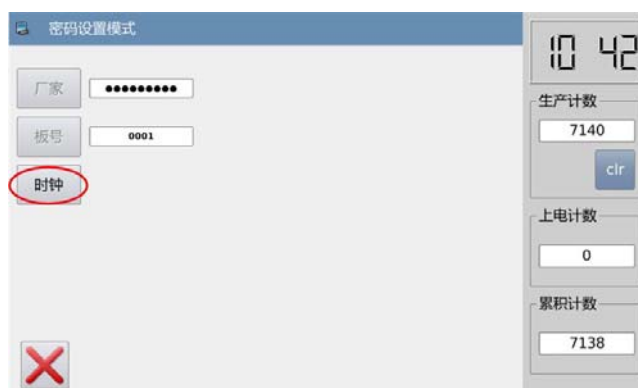 密码设置模式
厂家 ●●●●●●●●●
板号 0001
时钟
10 42
生产计数
7140
clr
上电计数
0
累积计数
7138